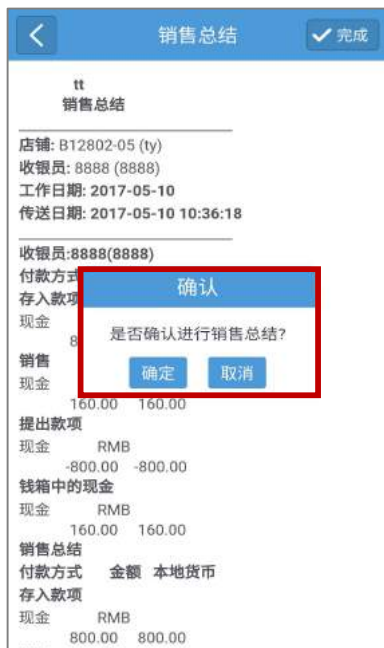 销售总结
完成
tt
销售总结
店铺: B12802-05 (ty)
收银员: 8888 (8888)
工作日期: 2017-05-10
传送日期: 2017-05-10 10:36:18
收银员:8888(8888)
付款方式
存入款项
确认
现金
8
是否确认进行销售总结?
销售
确定 取消
现金
160.00 160.00
提出款项
现金 RMB
-800.00 -800.00
钱箱中的现金
现金 RMB
160.00 160.00
销售总结
付款方式 金额 本地货币
存入款项
现金 RMB
800.00 800.00